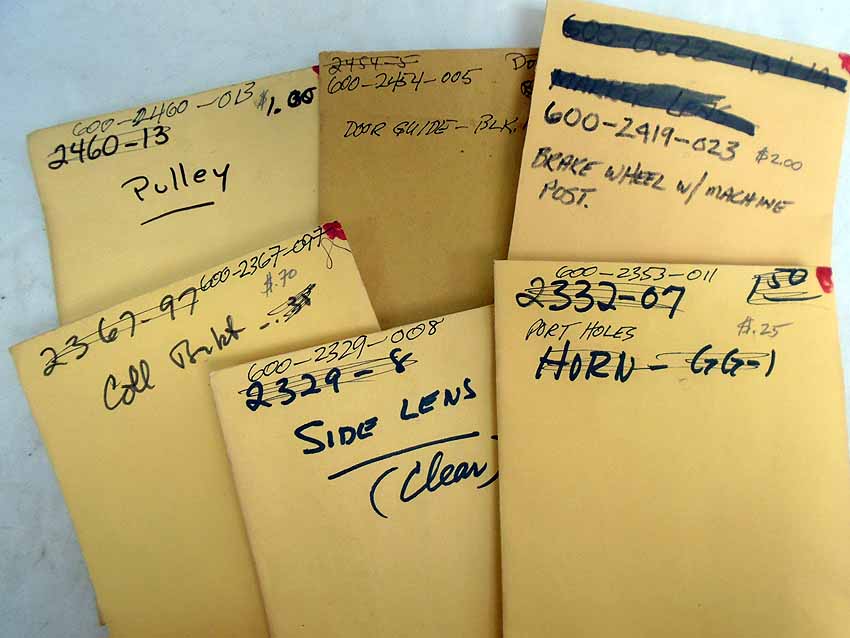 600-2460-013
2460-13
$1.00
Pulley
2454-5
600-2454-005
Do
DOOR GUIDE - BLK.
600-2419-023 $2.00
BRAKE WHEEL W/ MACHINE
POST.
600-2367-097
2367-97
$.70
Coll
600-2329-008
2329-8
SIDE LENS
(Clear)
600-2353-011
2332-07
1.50
PORT HOLES $.25
HORN - GG-1